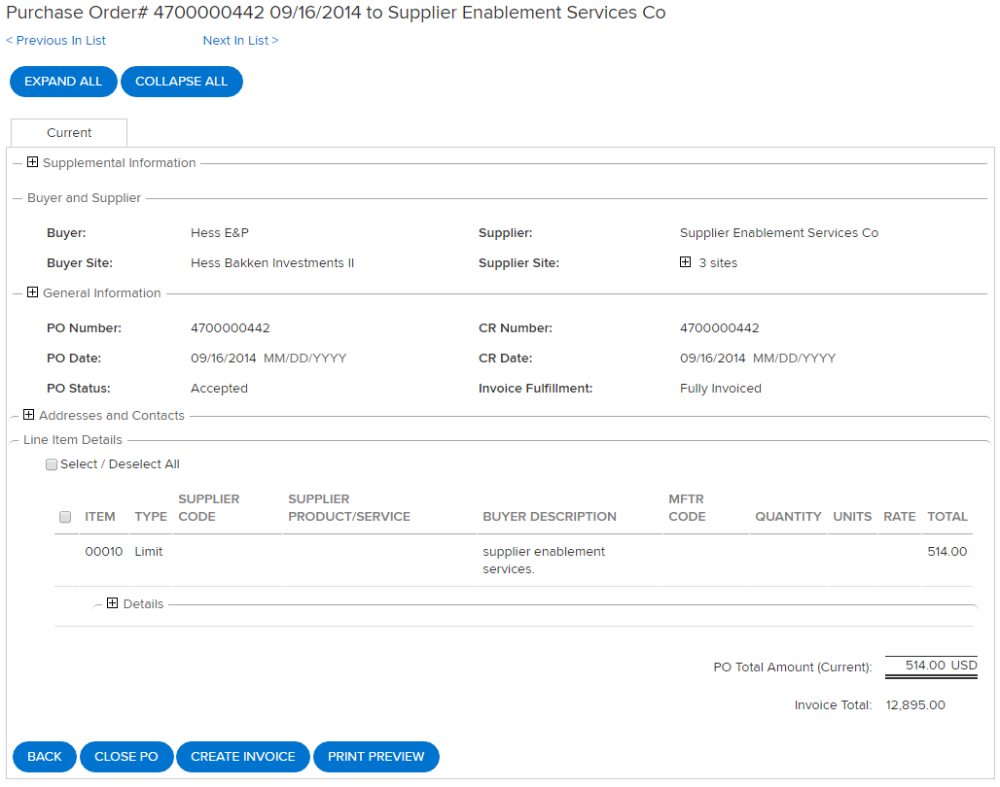 Purchase Order# 4700000442 09/16/2014 to Supplier Enablement Services Co
< Previous In List Next In List >
EXPAND ALL COLLAPSE ALL
Current
Supplemental Information
Buyer and Supplier
Buyer: Hess E&P Supplier: Supplier Enablement Services Co
Buyer Site: Hess Bakken Investments II Supplier Site: 3 sites
General Information
PO Number: 4700000442 CR Number: 4700000442
PO Date: 09/16/2014 MM/DD/YYYY CR Date: 09/16/2014 MM/DD/YYYY
PO Status: Accepted Invoice Fulfillment: Fully Invoiced
Addresses and Contacts
Line Item Details
Select / Deselect All
SUPPLIER SUPPLIER MFTR
ITEM TYPE CODE PRODUCT/SERVICE BUYER DESCRIPTION CODE QUANTITY UNITS RATE TOTAL
00010 Limit supplier enablement 514.00
services.
Details
PO Total Amount (Current): 514.00 USD
Invoice Total: 12,895.00
BACK CLOSE PO CREATE INVOICE PRINT PREVIEW